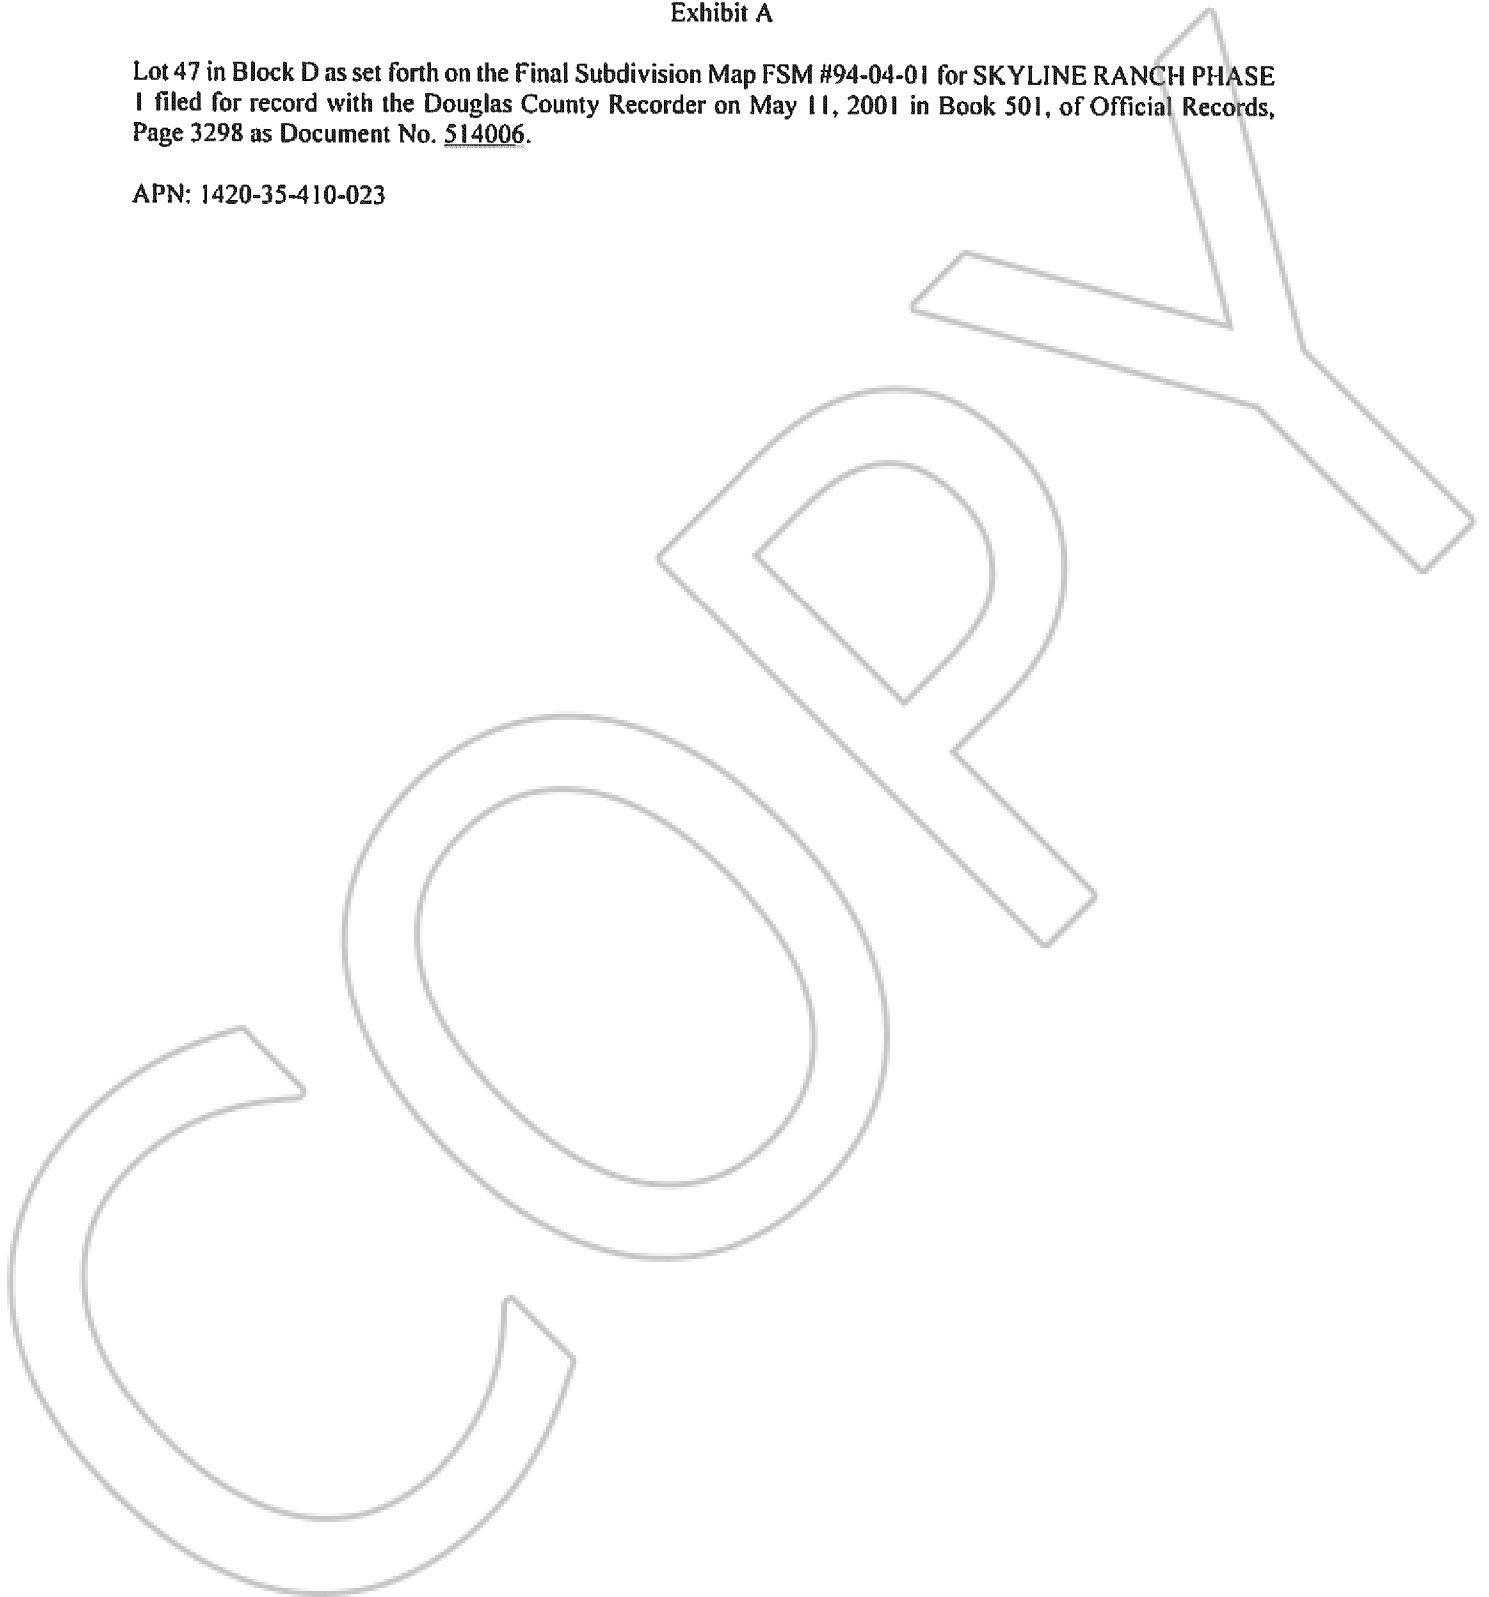 Exhibit A
Lot 47 in Block D as set forth on the Final Subdivision Map FSM #94-04-01 for SKYLINE RANCH PHASE
1 filed for record with the Douglas County Recorder on May 11, 2001 in Book 501, of Official Records,
Page 3298 as Document No. 514006.
APN: 1420-35-410-023
COPY